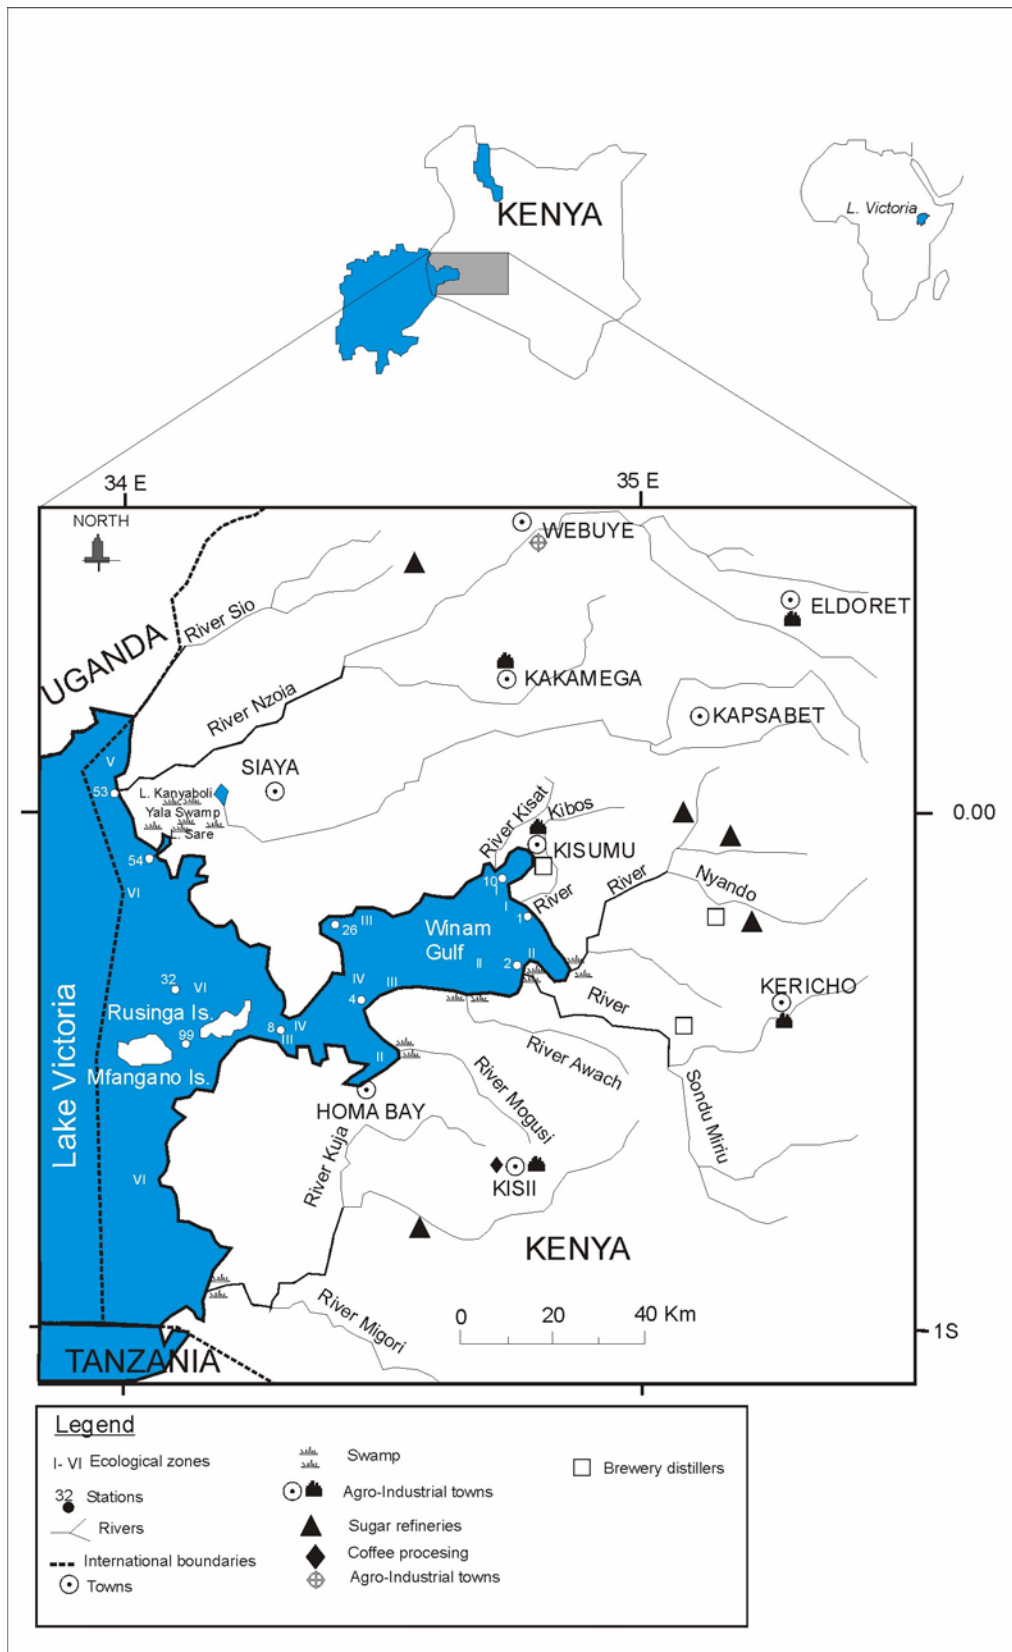 KENYA
L. Victoria
34 E
35 E
NORTH
WEBUYE
ELDORET
River Sio
UGANDA
KAKAMEGA
River Nzoia
KAPSABET
V
SIAYA
53
L. Kanyaboli
Yala Swamp
L. Sare
0.00
River Kisat
Kibos
KISUMU
54
10
I
VI
I
1
River
River
Nyando
26
III
Winam
Gulf
II
II
2
32
VI
IV
III
4
River
KERICHO
Rusinga Is.
8
IV
III
99
II
River Awach
Mfangano Is.
Lake Victoria
HOMA BAY
River Mogusi
Sondu Miriu
River Kuja
VI
KISII
KENYA
0 20 40 Km
River Migori
1S
TANZANIA
Legend
I- VI Ecological zones
32 Stations
Rivers
International boundaries
Towns
Swamp
Agro-Industrial towns
Sugar refineries
Coffee procesing
Agro-Industrial towns
Brewery distillers